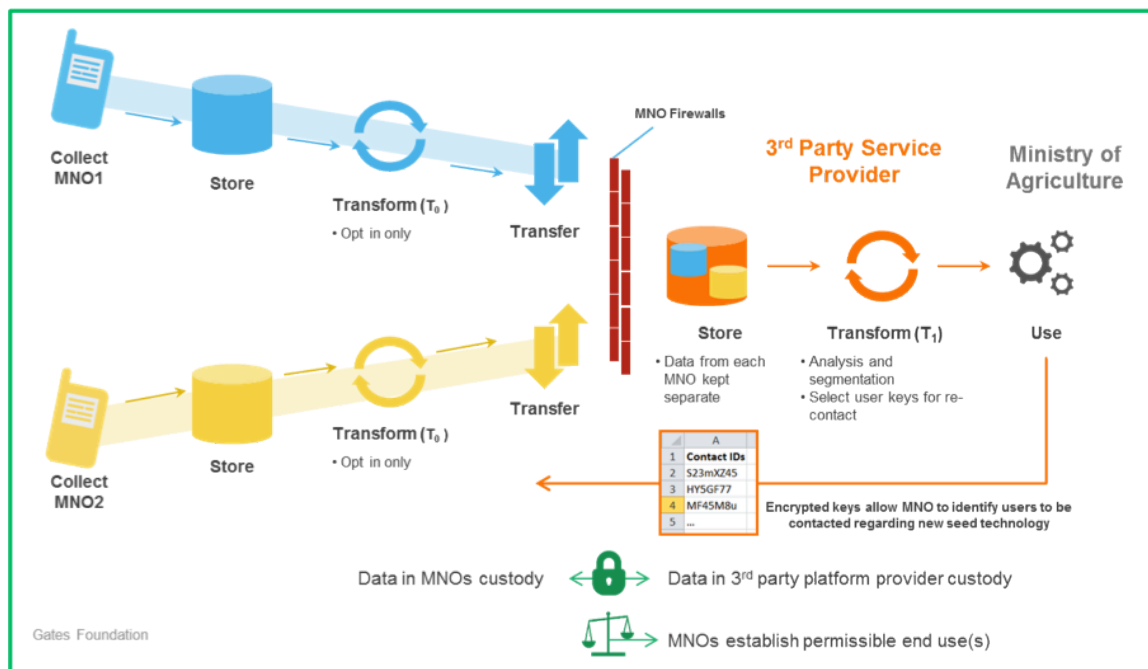 MNO Firewalls
3rd Party Service
Provider
Ministry of
Agriculture
Collect
MNO1
Store
Transform (T0 )
• Opt in only
Transfer
Store
• Data from each
MNO kept
separate
Transform (T1)
• Analysis and
segmentation
• Select user keys for re-
contact
Use
Collect
MNO2
Store
Transform (T0 )
• Opt in only
Transfer
A
1 Contact IDs
2 S23mXZ45
3 HY5GF77
4 MF45M8u
5 ...
Encrypted keys allow MNO to identify users to be
contacted regarding new seed technology
Data in MNOs custody
Data in 3rd party platform provider custody
MNOs establish permissible end use(s)
Gates Foundation